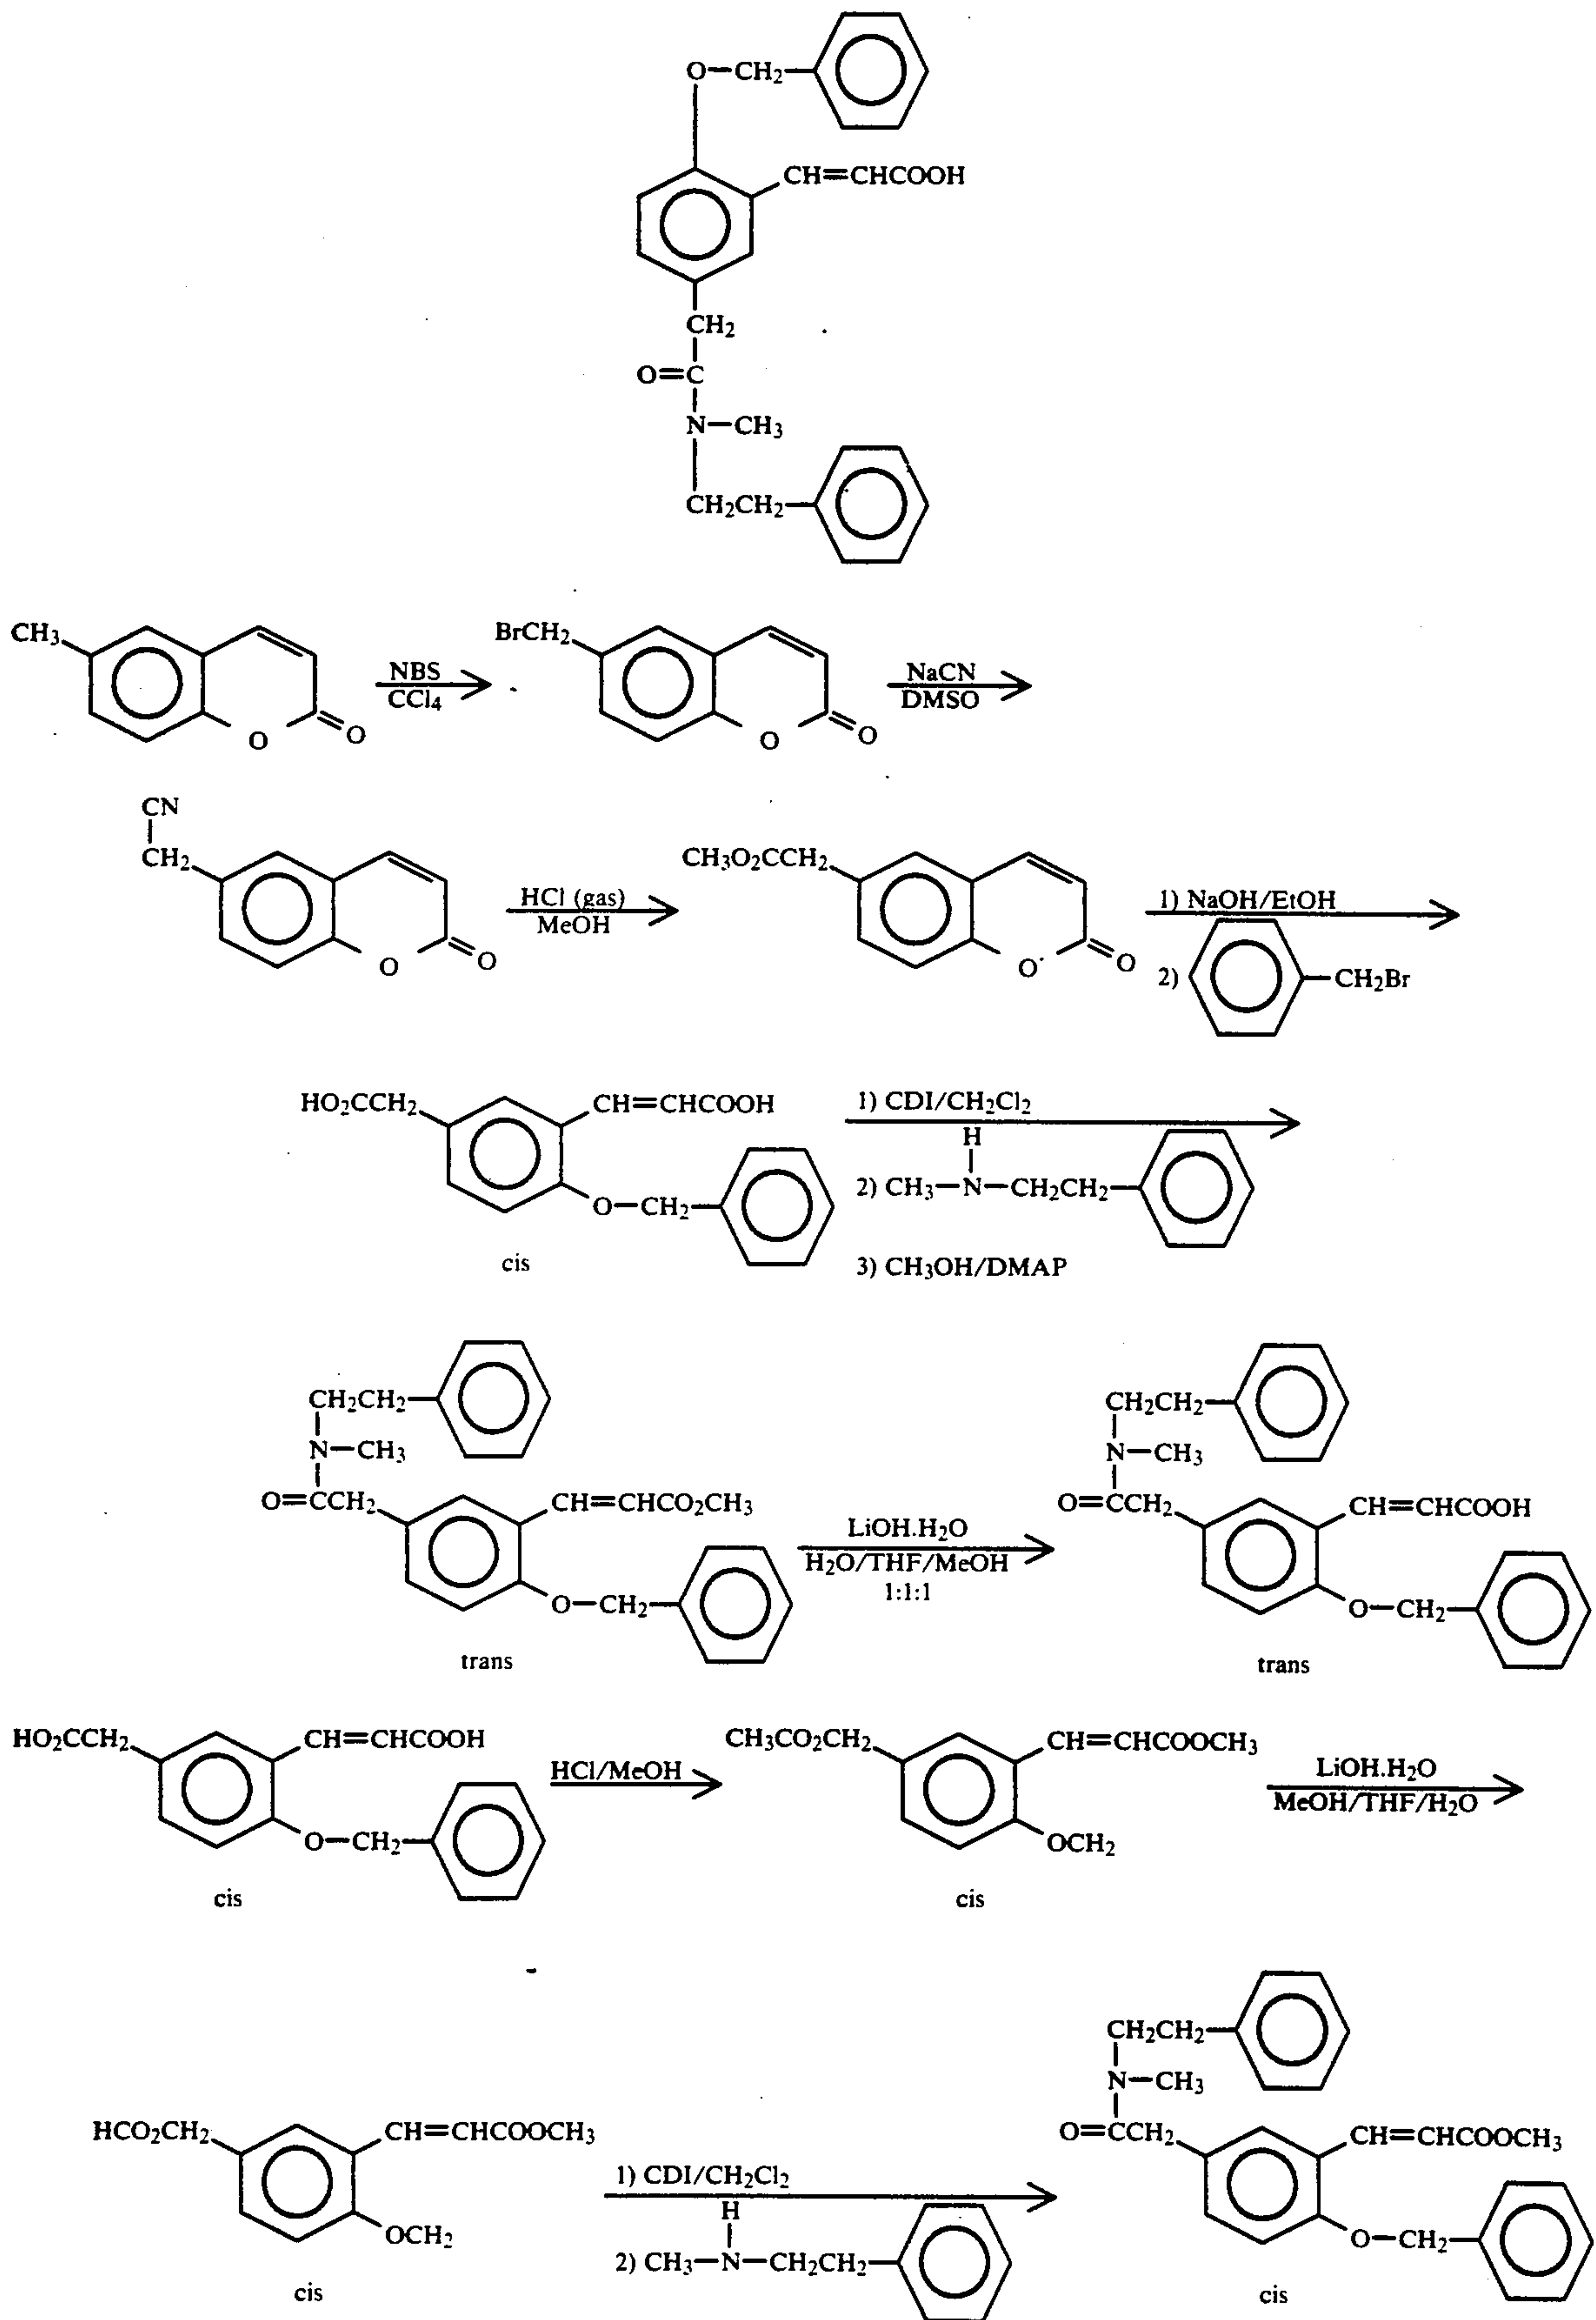 O—CH₂
CH=CHCOOH
CH₂
O=C
N—CH₃
CH₂CH₂
CH₃
O
O
NBS
CCl₄
BrCH₂
O
O
NaCN
DMSO
CN
CH₂
O
O
HCl (gas)
MeOH
CH₃O₂CCH₂
O
O
1) NaOH/EtOH
2)
CH₂Br
HO₂CCH₂
CH=CHCOOH
O—CH₂
cis
1) CDI/CH₂Cl₂
H
2) CH₃—N—CH₂CH₂
3) CH₃OH/DMAP
CH₂CH₂
N—CH₃
O=CCH₂
CH=CHCO₂CH₃
O—CH₂
trans
LiOH.H₂O
H₂O/THF/MeOH
1:1:1
CH₂CH₂
N—CH₃
O=CCH₂
CH=CHCOOH
O—CH₂
trans
HO₂CCH₂
CH=CHCOOH
O—CH₂
cis
HCl/MeOH
CH₃CO₂CH₂
CH=CHCOOCH₃
OCH₂
cis
LiOH.H₂O
MeOH/THF/H₂O
HCO₂CH₂
CH=CHCOOCH₃
OCH₂
cis
1) CDI/CH₂Cl₂
H
2) CH₃—N—CH₂CH₂
CH₂CH₂
N—CH₃
O=CCH₂
CH=CHCOOCH₃
O—CH₂
cis